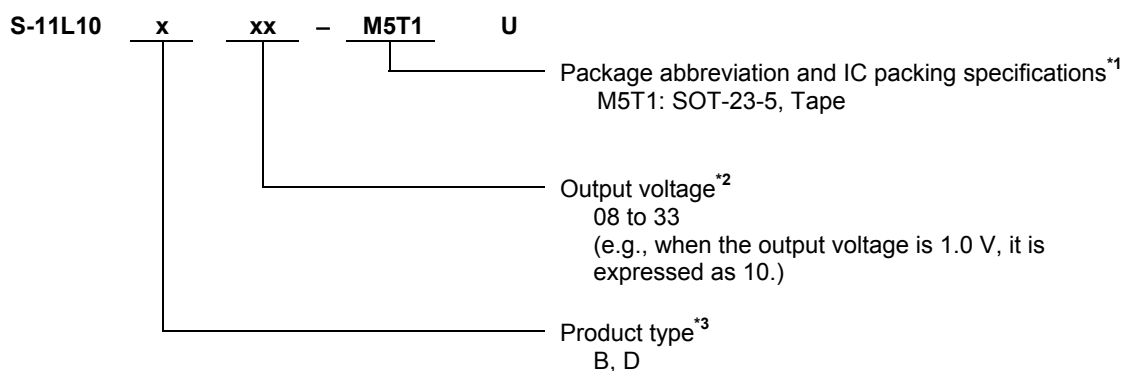 S-11L10 x xx – M5T1 U
Package abbreviation and IC packing specifications*1
M5T1: SOT-23-5, Tape
Output voltage*2
08 to 33
(e.g., when the output voltage is 1.0 V, it is
expressed as 10.)
Product type*3
B, D